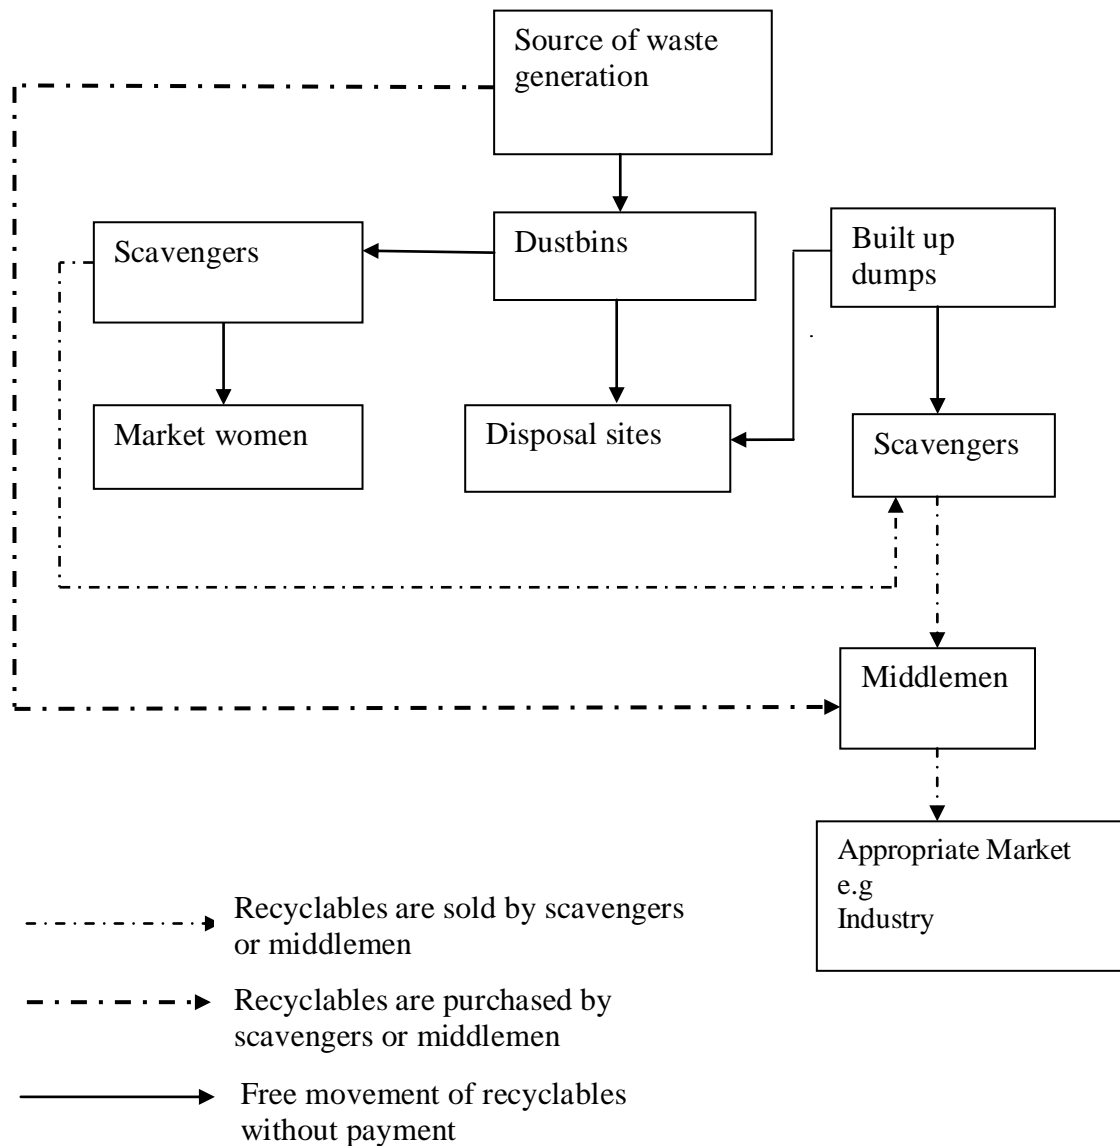 Source of waste
generation
Scavengers
Dustbins
Built up
dumps
Market women
Disposal sites
Scavengers
Middlemen
Appropriate Market
e.g
Industry
Recyclables are sold by scavengers
or middlemen
Recyclables are purchased by
scavengers or middlemen
Free movement of recyclables
without payment